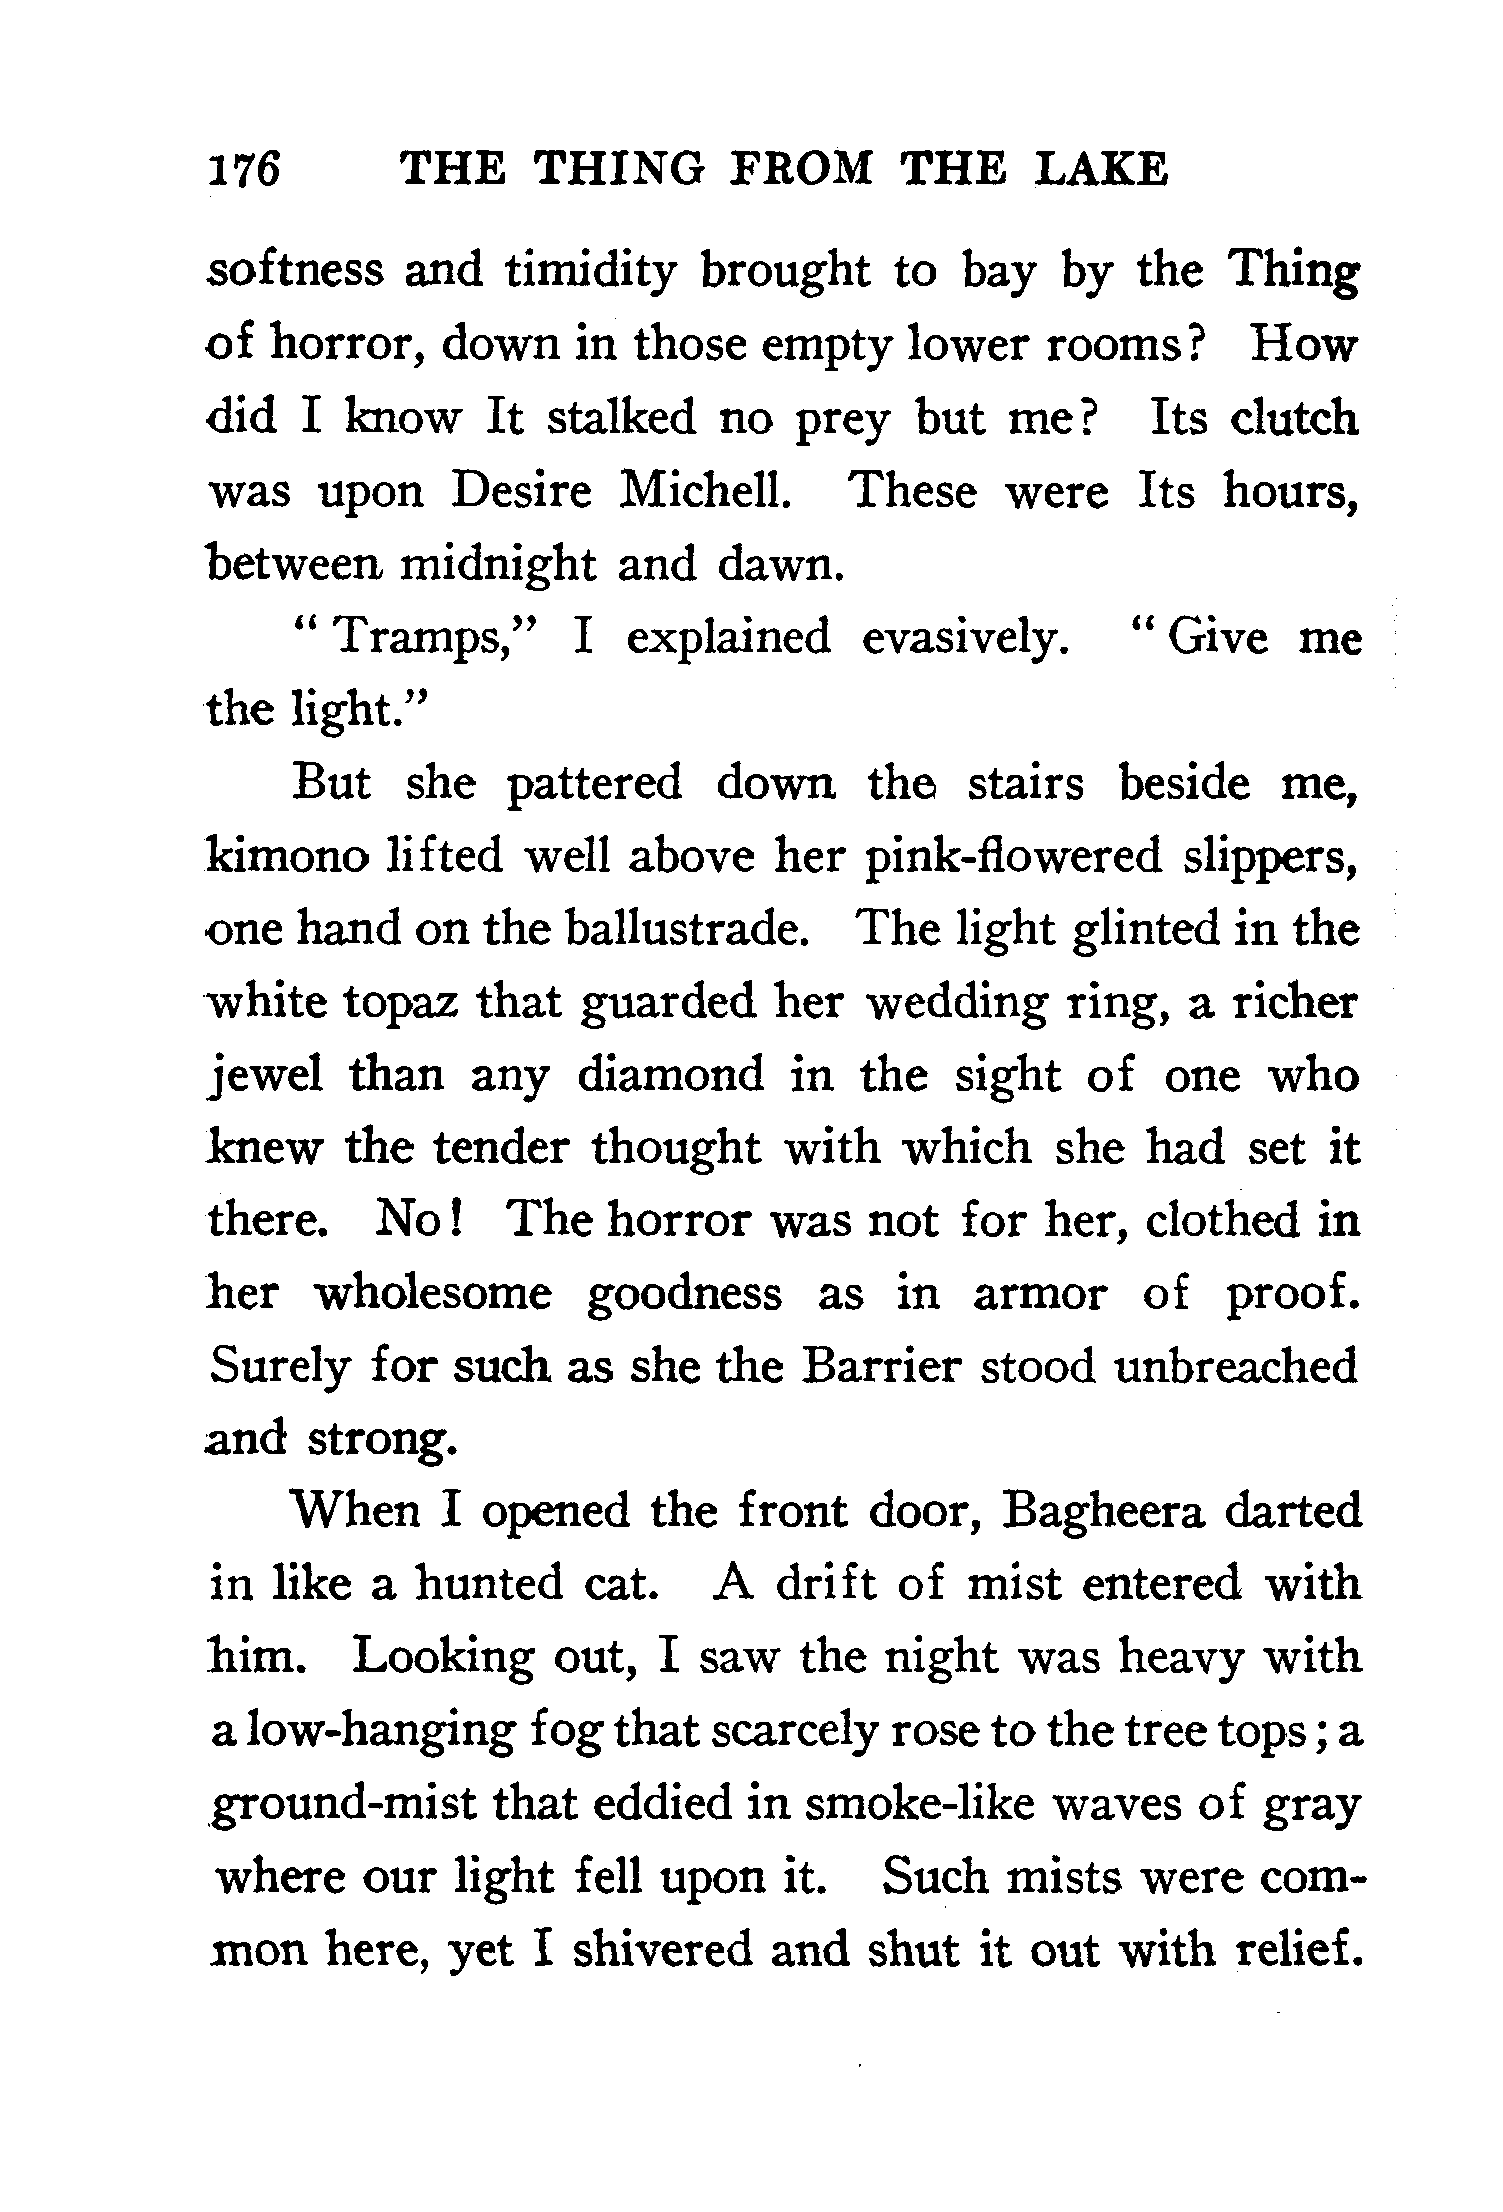 176 THE THING FROM THE LAKE
softness and timidity brought to bay by the Thing
of horror, down in those empty lower rooms? How
did I know It stalked no prey but me? Its clutch
was upon Desire Michell. These were Its hours,
between midnight and dawn.
"Tramps," I explained evasively. "Give me
the light."
But she pattered down the stairs beside me,
kimono lifted well above her pink-flowered slippers,
one hand on the ballustrade. The light glinted in the
white topaz that guarded her wedding ring, a richer
jewel than any diamond in the sight of one who
knew the tender thought with which she had set it
there. No! The horror was not for her, clothed in
her wholesome goodness as in armor of proof.
Surely for such as she the Barrier stood unbreached
and strong.
When I opened the front door, Bagheera darted
in like a hunted cat. A drift of mist entered with
him. Looking out, I saw the night was heavy with
a low-hanging fog that scarcely rose to the tree tops; a
ground-mist that eddied in smoke-like waves of gray
where our light fell upon it. Such mists were com-
mon here, yet I shivered and shut it out with relief.